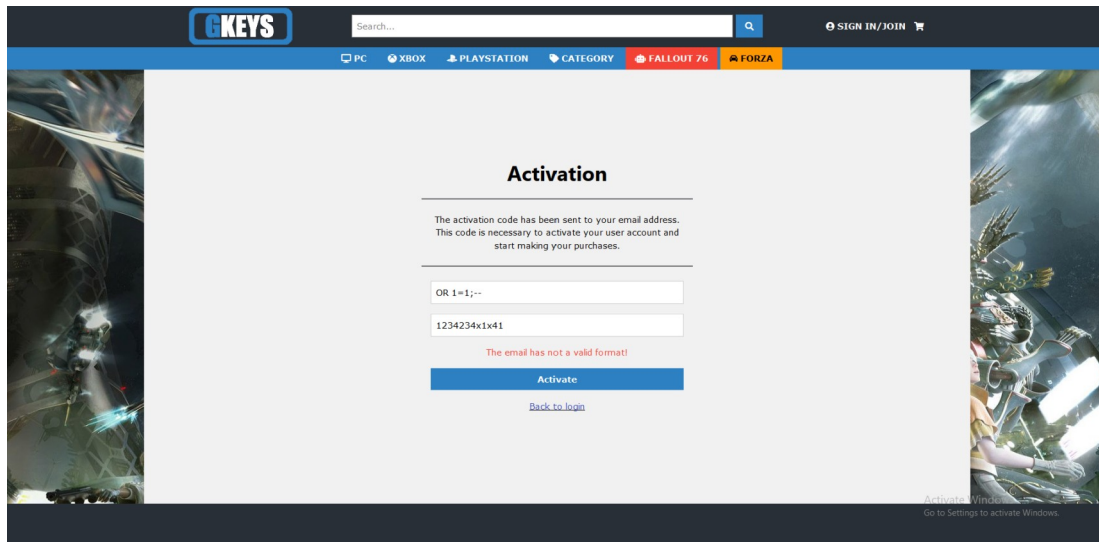 GKEYS
Search...
SIGN IN/JOIN
PC XBOX PLAYSTATION CATEGORY FALLOUT 76 FORZA
Activation
The activation code has been sent to your email address.
This code is necessary to activate your user account and
start making your purchases.
OR 1=1;--
1234234x1x41
The email has not a valid format!
Activate
Back to login
Activate Windows
Go to Settings to activate Windows.